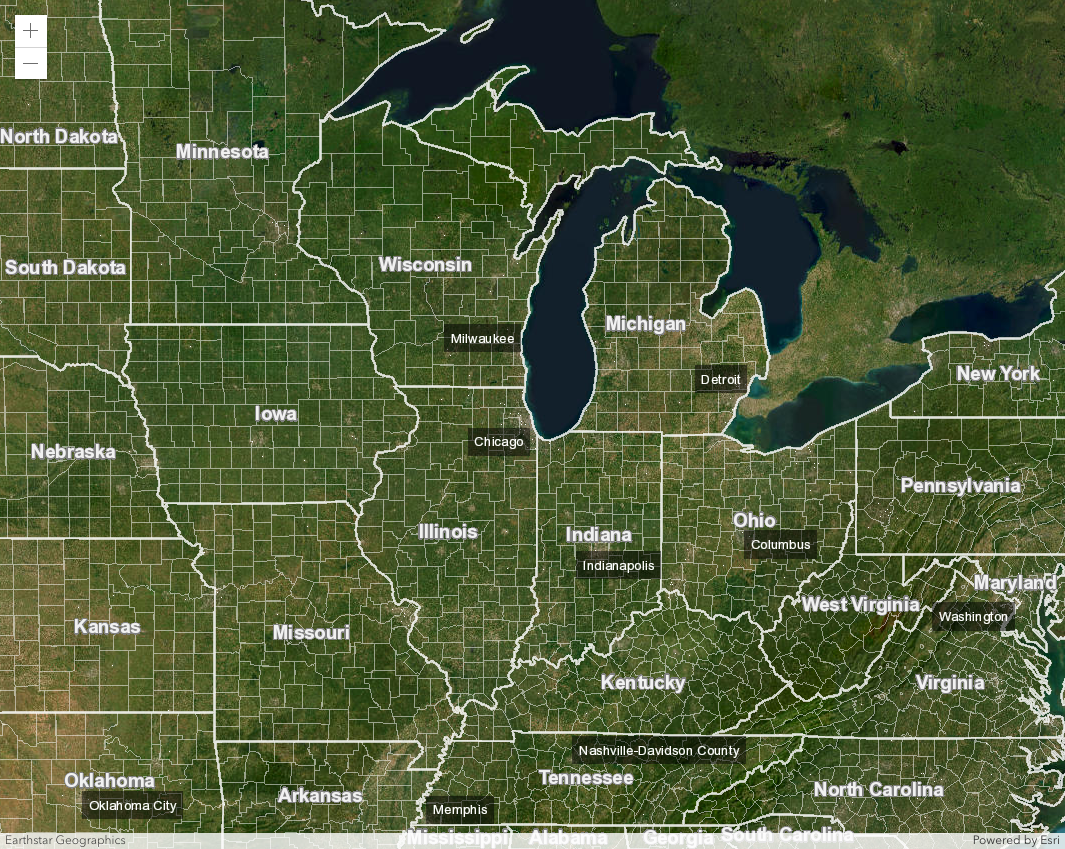 +
−
North Dakota
Minnesota
South Dakota
Wisconsin
Michigan
Milwaukee
New York
Detroit
Iowa
Chicago
Nebraska
Pennsylvania
Ohio
Illinois
Indiana
Columbus
Indianapolis
Maryland
West Virginia
Washington
Kansas
Missouri
Kentucky
Virginia
Nashville-Davidson County
Oklahoma
Tennessee
North Carolina
Arkansas
Oklahoma City
Memphis
Mississippi
Alabama
Georgia
South Carolina
Earthstar Geographics
Powered by Esri